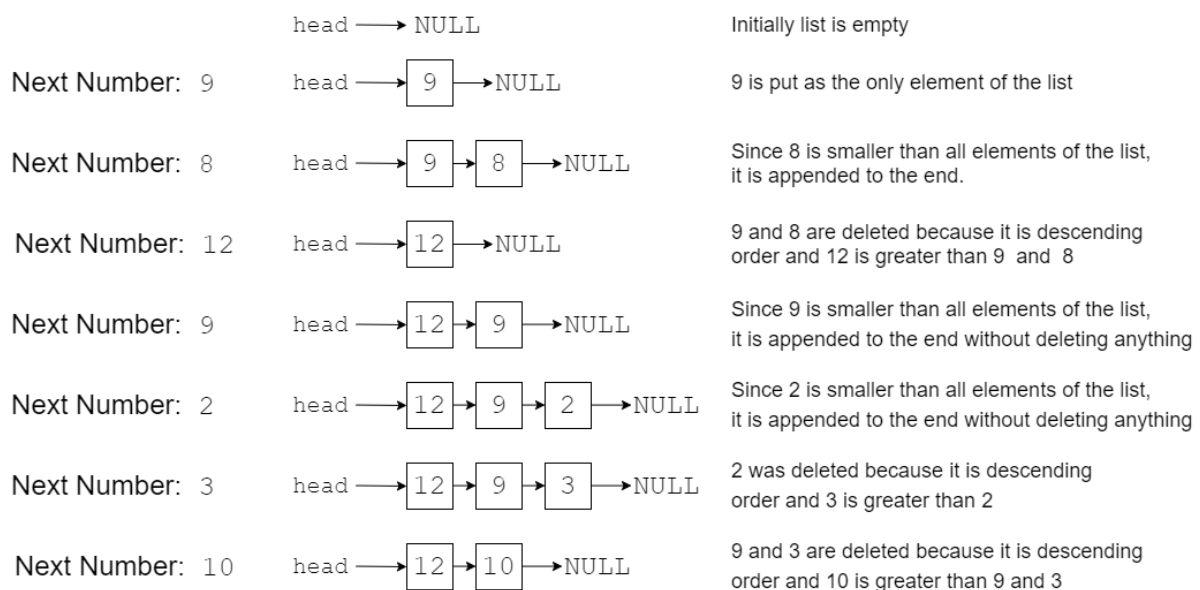 head NULL Initially list is empty
Next Number: 9 head 9 NULL 9 is put as the only element of the list
Next Number: 8 head 9 8 NULL Since 8 is smaller than all elements of the list,
it is appended to the end.
Next Number: 12 head 12 NULL 9 and 8 are deleted because it is descending
order and 12 is greater than 9 and 8
Next Number: 9 head 12 9 NULL Since 9 is smaller than all elements of the list,
it is appended to the end without deleting anything
Next Number: 2 head 12 9 2 NULL Since 2 is smaller than all elements of the list,
it is appended to the end without deleting anything
Next Number: 3 head 12 9 3 NULL 2 was deleted because it is descending
order and 3 is greater than 2
Next Number: 10 head 12 10 NULL 9 and 3 are deleted because it is descending
order and 10 is greater than 9 and 3